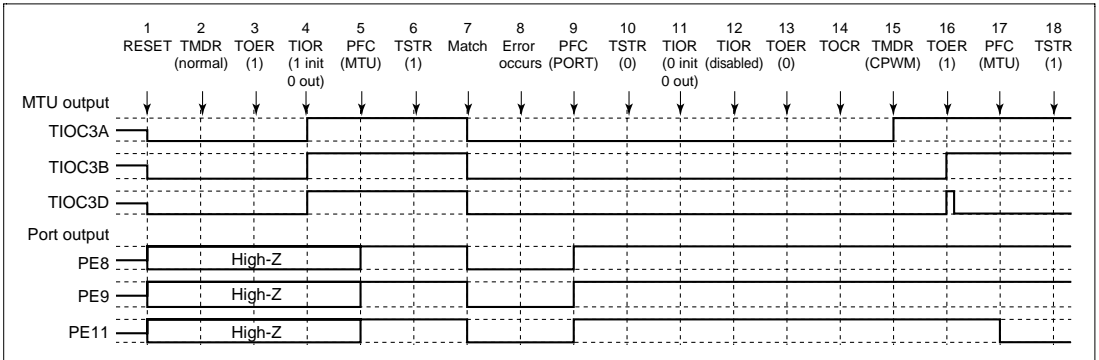 1 2 3 4 5 6 7 8 9 10 11 12 13 14 15 16 17 18
RESET TMDR TOER TIOR PFC TSTR Match Error PFC TSTR TIOR TIOR TOER TOCR TMDR TOER PFC TSTR
(normal) (1) (1 init (MTU) (1) occurs (PORT) (0) (0 init (disabled) (0) (CPWM) (1) (MTU) (1)
0 out) 0 out)
MTU output
TIOC3A
TIOC3B
TIOC3D
Port output
PE8 High-Z
PE9 High-Z
PE11 High-Z